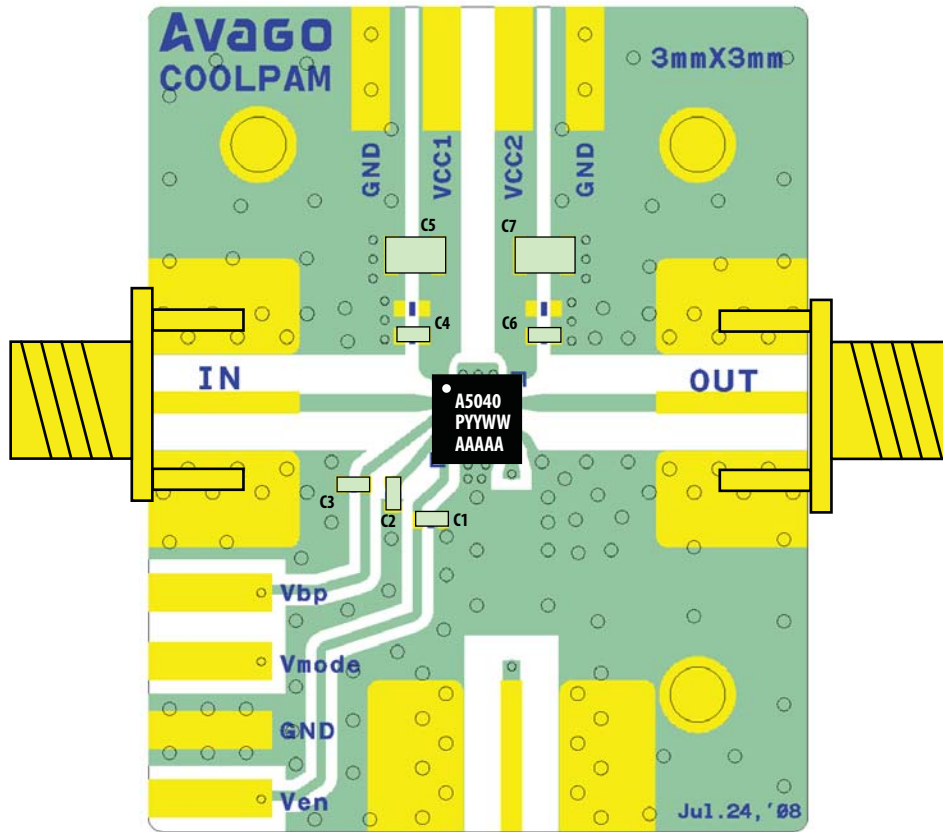 AVAGO
COOLPAM
3mmX3mm
GND
VCC1
VCC2
GND
C5
C7
C4
C6
IN
OUT
A5040
PYYWW
AAAAA
C3
C2
C1
Vbp
Vmode
GND
Ven
Jul.24,'08